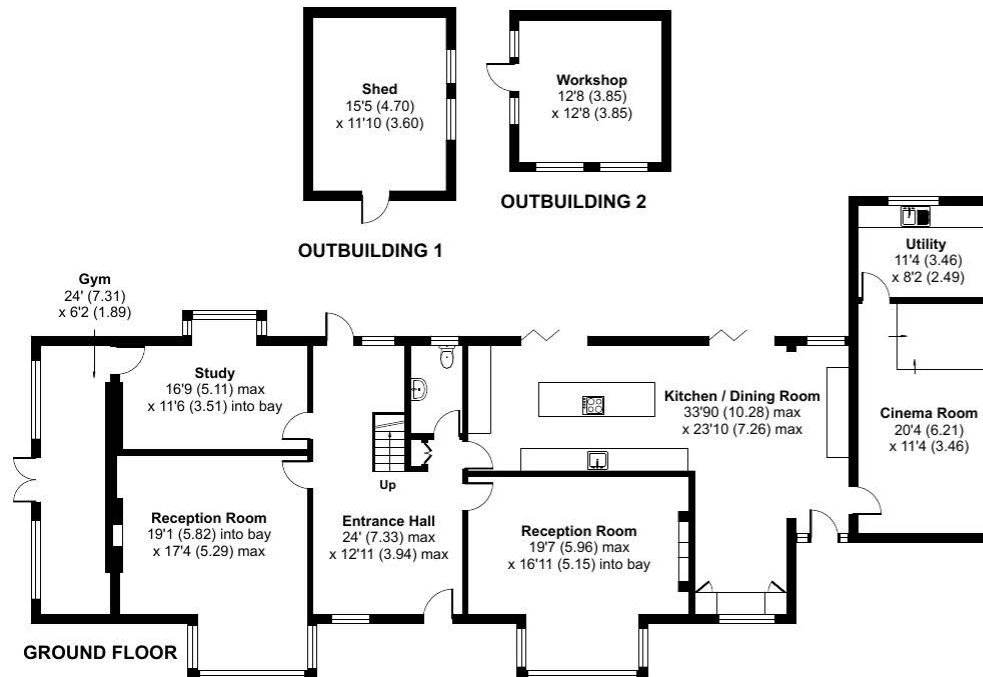 Shed
15'5 (4.70)
x 11'10 (3.60)
Workshop
12'8 (3.85)
x 12'8 (3.85)
OUTBUILDING 2
OUTBUILDING 1
Utility
11'4 (3.46)
x 8'2 (2.49)
Gym
24' (7.31)
x 6'2 (1.89)
Study
16'9 (5.11) max
x 11'6 (3.51) into bay
Kitchen / Dining Room
33'90 (10.28) max
x 23'10 (7.26) max
Cinema Room
20'4 (6.21)
x 11'4 (3.46)
Up
Reception Room
19'1 (5.82) into bay
x 17'4 (5.29) max
Entrance Hall
24' (7.33) max
x 12'11 (3.94) max
Reception Room
19'7 (5.96) max
x 16'11 (5.15) into bay
GROUND FLOOR